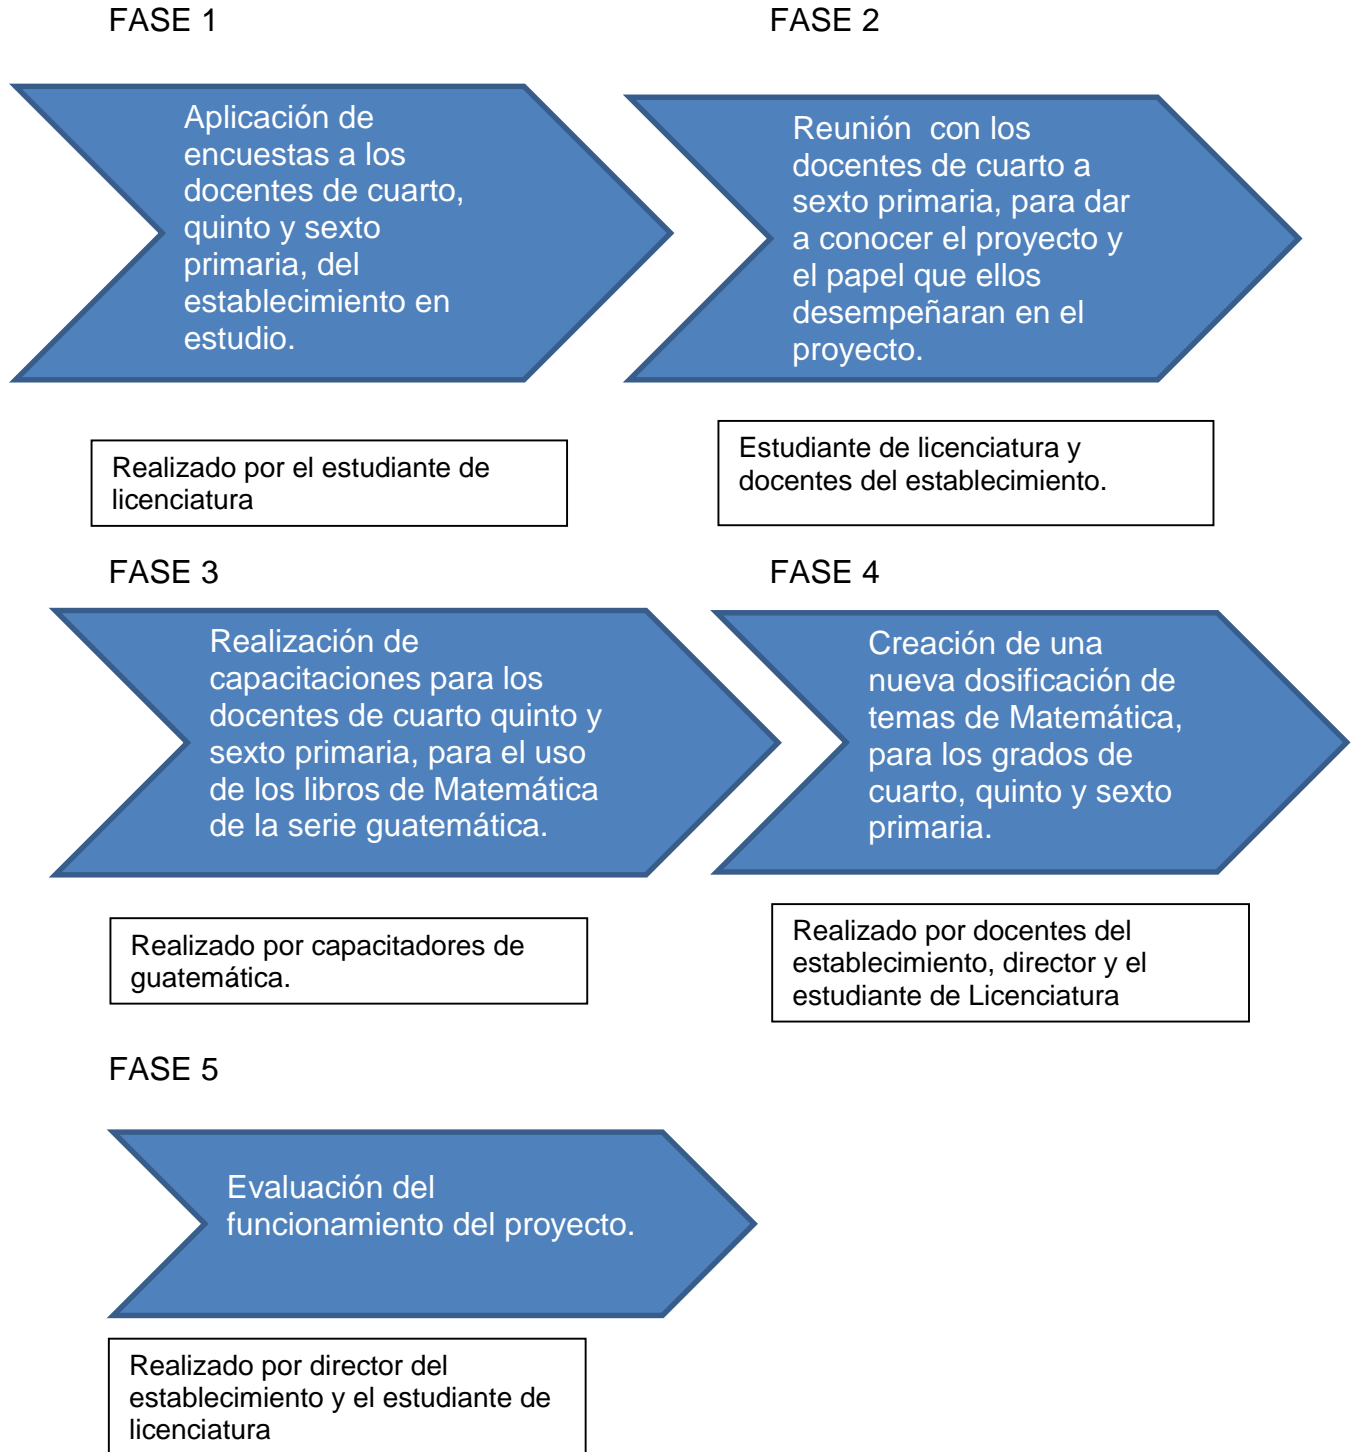 FASE 1
FASE 2
Aplicación de
encuestas a los
docentes de cuarto,
quinto y sexto
primaria, del
establecimiento en
estudio.
Reunión  con los
docentes de cuarto a
sexto primaria, para dar
a conocer el proyecto y
el papel que ellos
desempeñaran en el
proyecto.
Realizado por el estudiante de
licenciatura
Estudiante de licenciatura y
docentes del establecimiento.
FASE 3
FASE 4
Realización de
capacitaciones para los
docentes de cuarto quinto y
sexto primaria, para el uso
de los libros de Matemática
de la serie guatemática.
Creación de una
nueva dosificación de
temas de Matemática,
para los grados de
cuarto, quinto y sexto
primaria.
Realizado por capacitadores de
guatemática.
Realizado por docentes del
establecimiento, director y el
estudiante de Licenciatura
FASE 5
Evaluación del
funcionamiento del proyecto.
Realizado por director del
establecimiento y el estudiante de
licenciatura